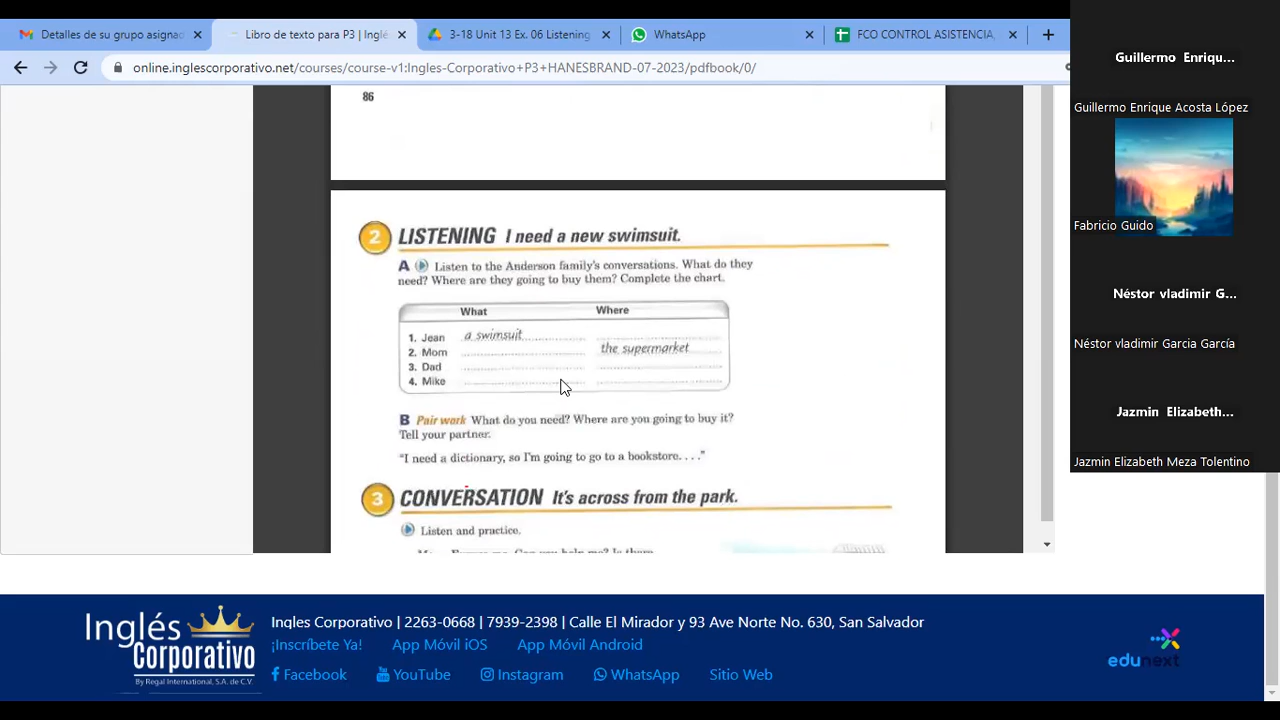 Detalles de su grupo asignad
Libro de texto para P3 | Inglé
3-18 Unit 13 Ex. 06 Listening
WhatsApp
FCO CONTROL ASISTENCIA
online.inglescorporativo.net/courses/course-v1:Ingles-Corporativo+P3+HANESBRAND-07-2023/pdfbook/0/
86
2 LISTENING I need a new swimsuit.
A Listen to the Anderson family's conversations. What do they
need? Where are they going to buy them? Complete the chart.
What Where
1. Jean a swimsuit
2. Mom the supermarket
3. Dad
4. Mike
B Pair work What do you need? Where are you going to buy it?
Tell your partner.
"I need a dictionary, so I'm going to go to a bookstore. . . ."
3 CONVERSATION It's across from the park.
Listen and practice.
Guillermo Enriqu...
Guillermo Enrique Acosta López
Fabricio Guido
Néstor vladimir G...
Néstor vladimir Garcia García
Jazmin Elizabeth...
Jazmin Elizabeth Meza Tolentino
Inglés
Corporativo
By Regal International, S.A. de C.V.
Ingles Corporativo | 2263-0668 | 7939-2398 | Calle El Mirador y 93 Ave Norte No. 630, San Salvador
¡Inscríbete Ya! App Móvil iOS App Móvil Android
Facebook YouTube Instagram WhatsApp Sitio Web
edunext